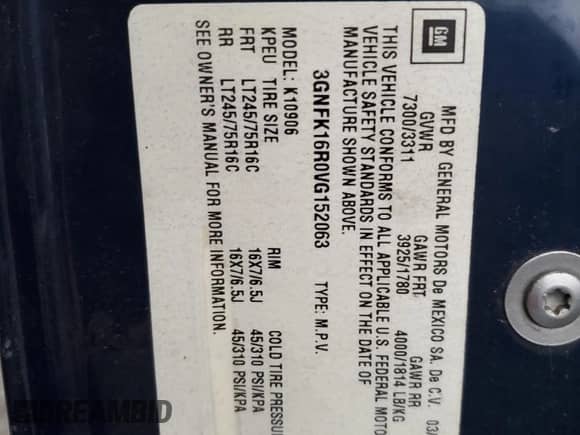 GM
MFD BY GENERAL MOTORS De MEXICO SA. De C.V. 03/
GVWR GAWR FRT. GAWR RR
7300/3311 3925/1780 4000/1814 LB/KG
THIS VEHICLE CONFORMS TO ALL APPLICABLE U.S. FEDERAL MOTO
VEHICLE SAFETY STANDARDS IN EFFECT ON THE DATE OF
MANUFACTURE SHOWN ABOVE.
3GNFK16R0VG152063 TYPE: M.P.V.
MODEL: K10906
KPEU TIRE SIZE RIM COLD TIRE PRESSU
FRT LT245/75R16C 16X7/6.5J 45/310 PSI/KPA
RR LT245/75R16C 16X7/6.5J 45/310 PSI/KPA
SEE OWNER'S MANUAL FOR MORE INFORMATION.
DREAMBID